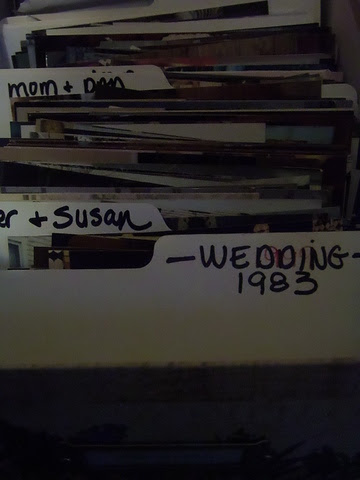 mom + Dan
er + Susan
- WEDDING -
1983